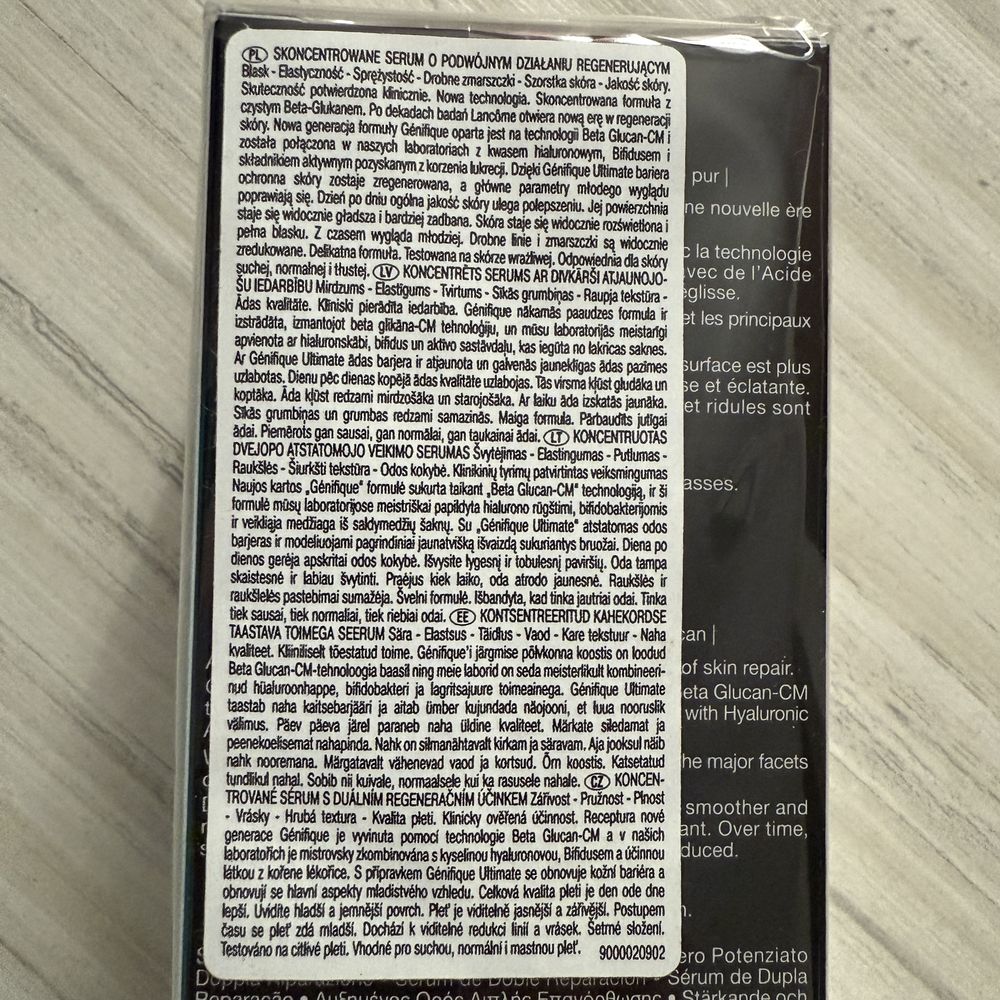 PL SKONCENTROWANE SERUM O PODWÓJNYM DZIAŁANIU REGENERUJĄCYM
Blask - Elastyczność - Sprężystość - Drobne zmarszczki - Szorstka skóra - Jakość skóry.
Skuteczność potwierdzona klinicznie. Nowa technologia. Skoncentrowana formuła z
czystym Beta-Glukanem. Po dekadach badań Lancôme otwiera nową erę w regeneracji
skóry. Nowa generacja formuły Génifique oparta jest na technologii Beta Glucan-CM i
została połączona w naszych laboratoriach z kwasem hialuronowym, Bifidusem i
składnikiem aktywnym pozyskanym z korzenia lukrecji. Dzięki Génifique Ultimate bariera
ochronna skóry zostaje zregenerowana, a główne parametry młodego wyglądu
poprawiają się. Dzień po dniu ogólna jakość skóry ulega polepszeniu. Jej powierzchnia
staje się widocznie gładsza i bardziej zadbana. Skóra staje się widocznie rozświetlona i
pełna blasku. Z czasem wygląda młodziej. Drobne linie i zmarszczki są widocznie
zredukowane. Delikatna formuła. Testowana na skórze wrażliwej. Odpowiednia dla skóry
suchej, normalnej i tłustej. LV KONCENTRĒTS SERUMS AR DIVKĀRŠI ATJAUNOJO-
ŠU IEDARBĪBU Mirdzums - Elastīgums - Tvirtums - Sīkās grumbiņas - Raupja tekstūra -
Ādas kvalitāte. Klīniski pierādīta iedarbība. Génifique nākamās paaudzes formula ir
izstrādāta, izmantojot beta glikāna-CM tehnoloģiju, un mūsu laboratorijās meistarīgi
apvienota ar hialuronskābi, bifidus un aktīvo sastāvdaļu, kas iegūta no lakricas saknes.
Ar Génifique Ultimate ādas barjera ir atjaunota un galvenās jauneklīgas ādas pazīmes
uzlabotas. Dienu pēc dienas kopējā ādas kvalitāte uzlabojas. Tās virsma kļūst gludāka un
koptāka. Āda kļūst redzami mirdzošāka un starojošāka. Ar laiku āda izskatās jaunāka.
Sīkās grumbiņas un grumbas redzami samazinās. Maiga formula. Pārbaudīts jutīgai
ādai. Piemērots gan sausai, gan normālai, gan taukainai ādai. LT KONCENTRUOTAS
DVEJOPO ATSTATOMOJO VEIKIMO SERUMAS Švytėjimas - Elastingumas - Putlumas -
Raukšlės - Šiurkšti tekstūra - Odos kokybė. Klinikinių tyrimų patvirtintas veiksmingumas
Naujos kartos „Génifique“ formulė sukurta taikant „Beta Glucan-CM“ technologiją, ir ši
formulė mūsų laboratorijose meistriškai papildyta hialurono rūgštimi, bifidobakterijomis
ir veikliąja medžiaga iš saldymedžių šaknų. Su „Génifique Ultimate“ atstatomas odos
barjeras ir modeliuojami pagrindiniai jaunatvišką išvaizdą sukuriantys bruožai. Diena po
dienos gerėja apskritai odos kokybė. Išvysite lygesnį ir tobulesnį paviršių. Oda tampa
skaistesnė ir labiau švytinti. Praėjus kiek laiko, oda atrodo jaunesnė. Raukšlės ir
raukšlelės pastebimai sumažėja. Švelni formulė. Išbandyta, kad tinka jautriai odai. Tinka
tiek sausai, tiek normaliai, tiek riebiai odai. EE KONTSENTREERITUD KAHEKORDSE
TAASTAVA TOIMEGA SEERUM Sära - Elastsus - Täidlus - Vaod - Kare tekstuur - Naha
kvaliteet. Kliiniliselt tõestatud toime. Génifique'i järgmise põlvkonna koostis on loodud
Beta Glucan-CM-tehnoloogia baasil ning meie laborid on seda meisterlikult kombineeri-
nud hüaluroonhappe, bifidobakteri ja lagritsajuure toimeainega. Génifique Ultimate
taastab naha kaitsebarjääri ja aitab ümber kujundada näojooni, et luua nooruslik
välimus. Päev päeva järel paraneb naha üldine kvaliteet. Märkate siledamat ja
peenekoelisemat nahapinda. Nahk on silmanähtavalt kirkam ja säravam. Aja jooksul näib
nahk nooremana. Märgatavalt vähenevad vaod ja kortsud. Õrn koostis. Katsetatud
tundlikul nahal. Sobib nii kuivale, normaalsele kui ka rasusele nahale. CZ KONCEN-
TROVANÉ SÉRUM S DUÁLNÍM REGENERAČNÍM ÚČINKEM Zářivost - Pružnost - Plnost
- Vrásky - Hrubá textura - Kvalita pleti. Klinicky ověřená účinnost. Receptura nové
generace Génifique je vyvinuta pomocí technologie Beta Glucan-CM a v našich
laboratořích je mistrovsky zkombinována s kyselinou hyaluronovou, Bifidusem a účinnou
látkou z kořene lékořice. S přípravkem Génifique Ultimate se obnovuje kožní bariéra a
obnovují se hlavní aspekty mladistvého vzhledu. Celková kvalita pleti je den ode dne
lepší. Uvidíte hladší a jemnější povrch. Pleť je viditelně jasnější a zářivější. Postupem
času se pleť zdá mladší. Dochází k viditelné redukci linií a vrásek. Šetrné složení.
Testováno na citlivé pleti. Vhodné pro suchou, normální i mastnou pleť. 9000020902
pur |
ne nouvelle ère
c la technologie
avec de l'Acide
églisse.
et les principaux
surface est plus
se et éclatante.
et ridules sont
asses.
can |
of skin repair.
Beta Glucan-CM
with Hyaluronic
he major facets
smoother and
ant. Over time,
duced.
n.
ero Potenziato
Doppia Riparazione • Sérum de Doble Reparación • Sérum de Dupla
Reparação • Αυξημένος Ορός Διπλής Επανόρθωσης • Stärkande och